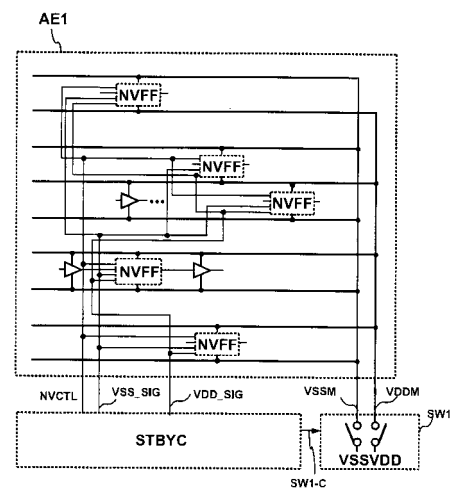 AE1
NVFF
NVFF
NVFF
NVFF
NVFF
NVCTL
VSS_SIG
VDD_SIG
VSSM
VDDM
STBYC
SW1
VSSVDD
SW1-C